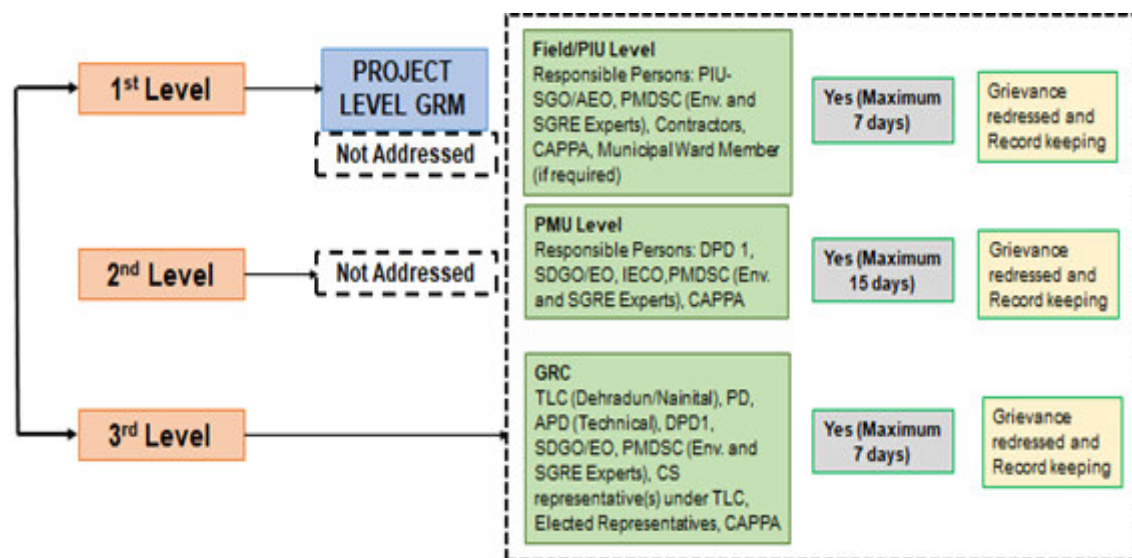 1st Level
PROJECT
LEVEL GRM
Not Addressed
Field/PIU Level
Responsible Persons: PIU-
SGO/AEO, PMDSC (Env. and
SGRE Experts), Contractors,
CAPPA, Municipal Ward Member
(if required)
Yes (Maximum
7 days)
Grievance
redressed and
Record keeping
2nd Level
Not Addressed
PMU Level
Responsible Persons: DPD 1,
SDGO/EO, IECO,PMDSC (Env.
and SGRE Experts), CAPPA
Yes (Maximum
15 days)
Grievance
redressed and
Record keeping
3rd Level
GRC
TLC (Dehradun/Nainital), PD,
APD (Technical), DPD1,
SDGO/EO, PMDSC (Env. and
SGRE Experts), CS
representative(s) under TLC,
Elected Representatives, CAPPA
Yes (Maximum
7 days)
Grievance
redressed and
Record keeping